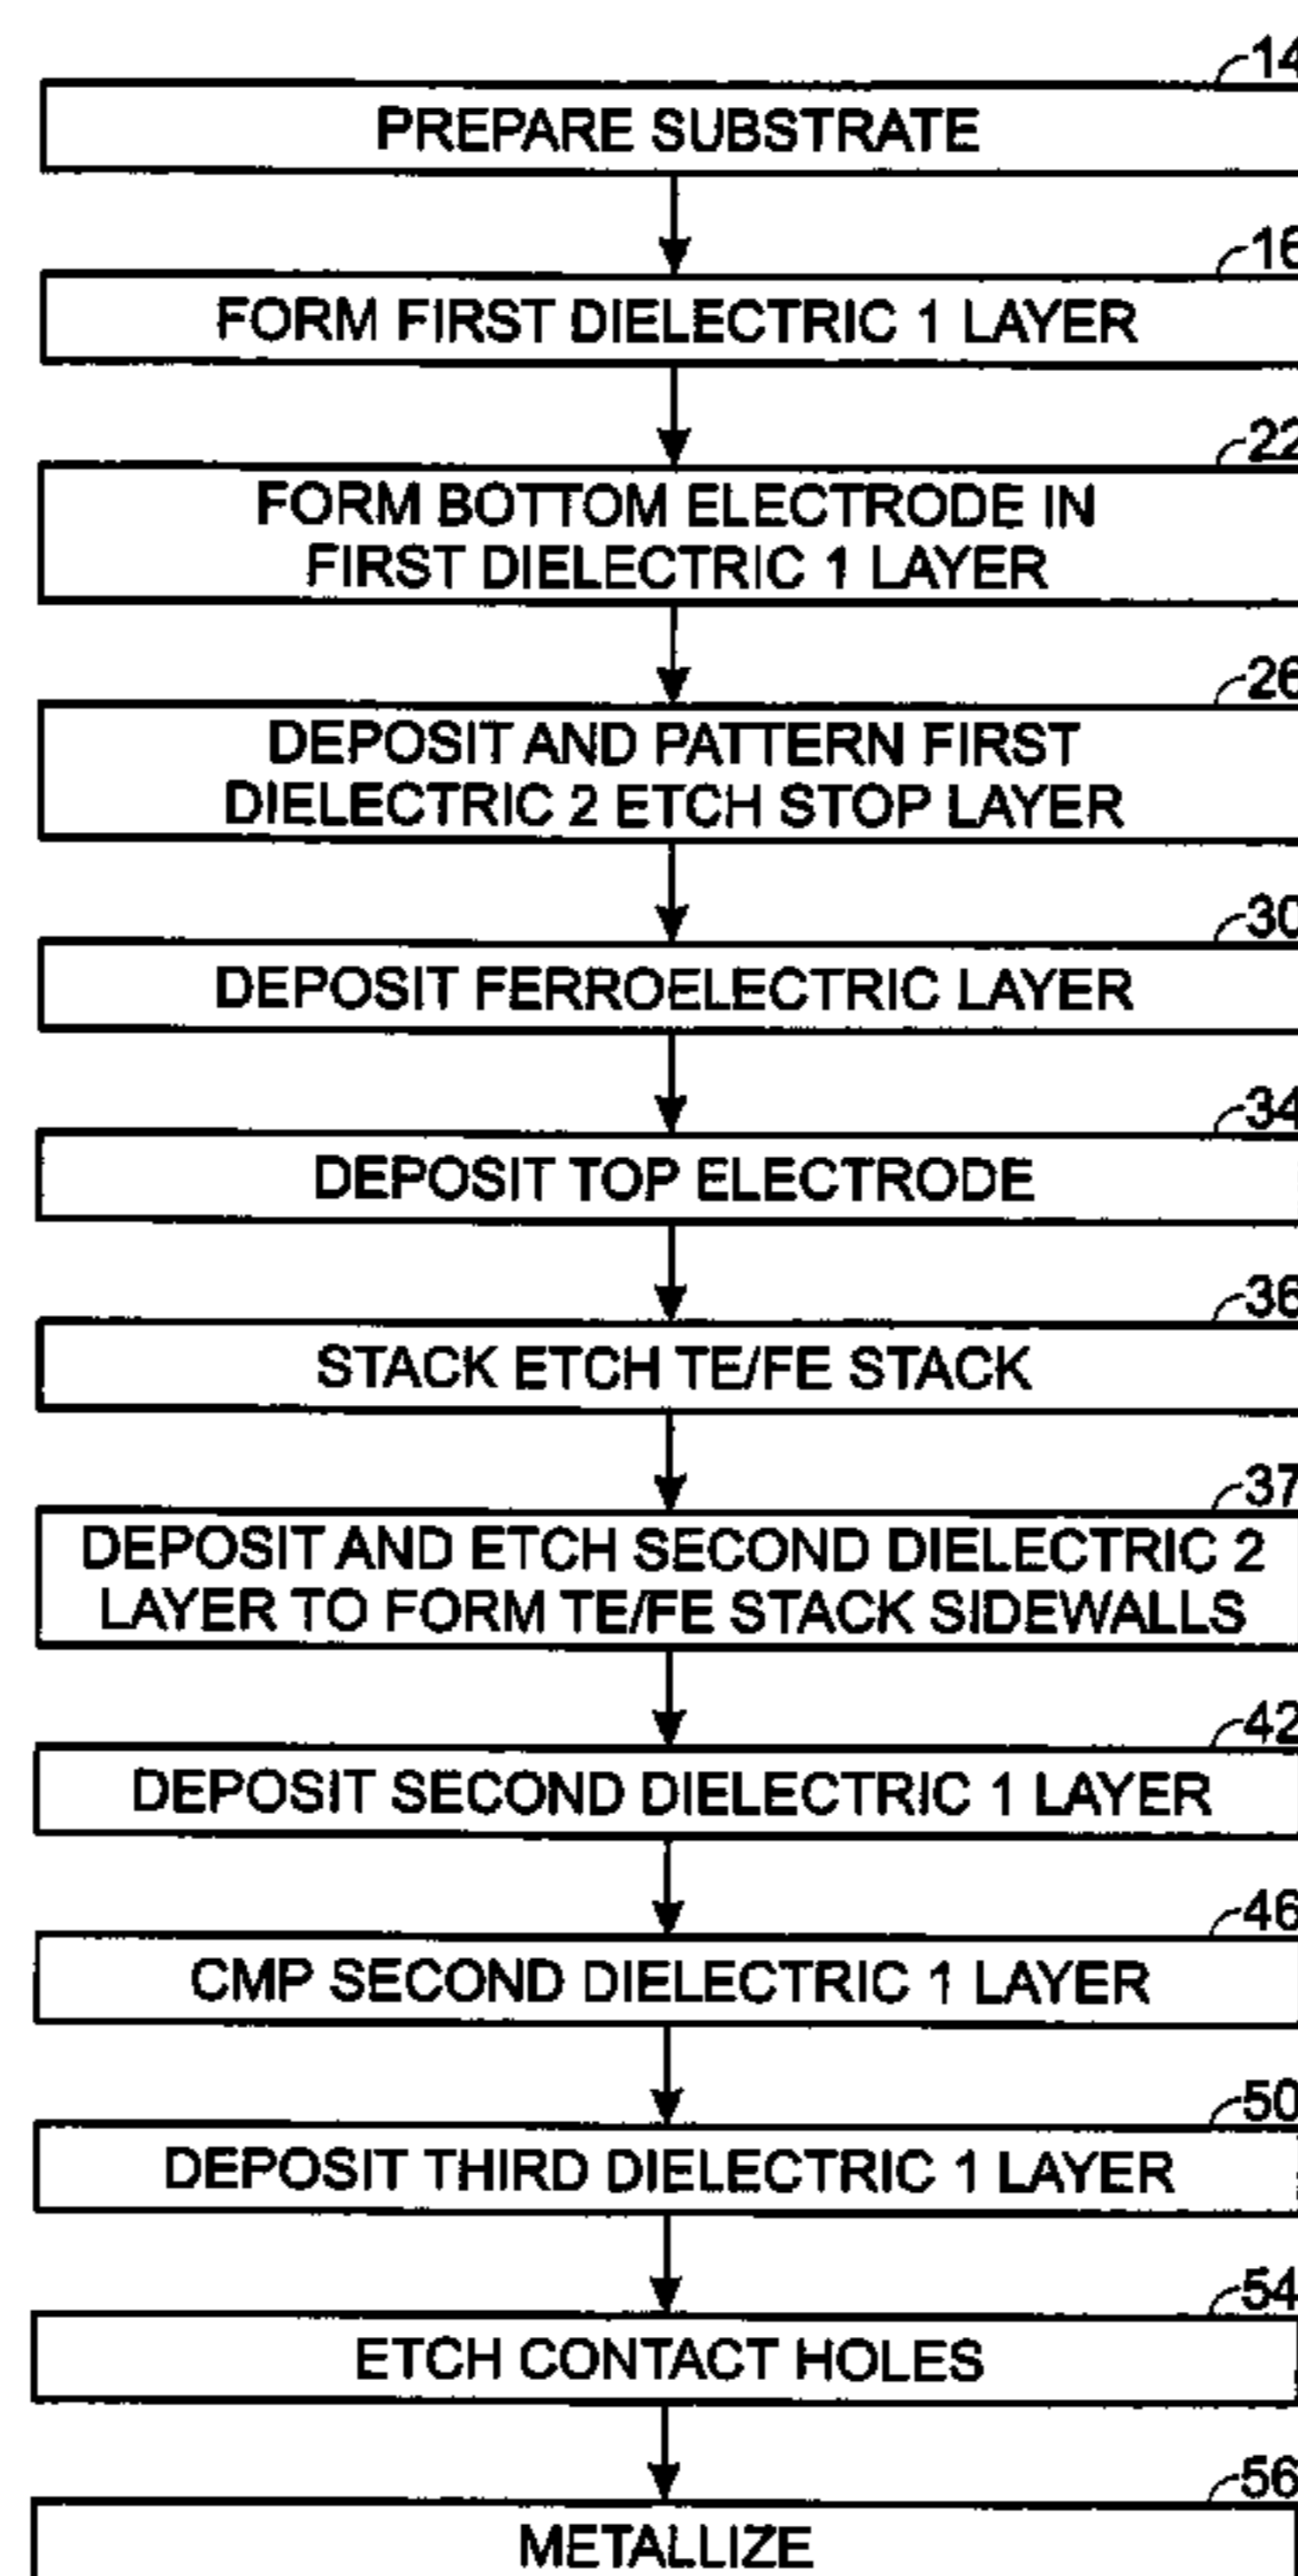 14
PREPARE SUBSTRATE
16
FORM FIRST DIELECTRIC 1 LAYER
22
FORM BOTTOM ELECTRODE IN
FIRST DIELECTRIC 1 LAYER
26
DEPOSIT AND PATTERN FIRST
DIELECTRIC 2 ETCH STOP LAYER
30
DEPOSIT FERROELECTRIC LAYER
34
DEPOSIT TOP ELECTRODE
36
STACK ETCH TE/FE STACK
37
DEPOSIT AND ETCH SECOND DIELECTRIC 2
LAYER TO FORM TE/FE STACK SIDEWALLS
42
DEPOSIT SECOND DIELECTRIC 1 LAYER
46
CMP SECOND DIELECTRIC 1 LAYER
50
DEPOSIT THIRD DIELECTRIC 1 LAYER
54
ETCH CONTACT HOLES
56
METALLIZE